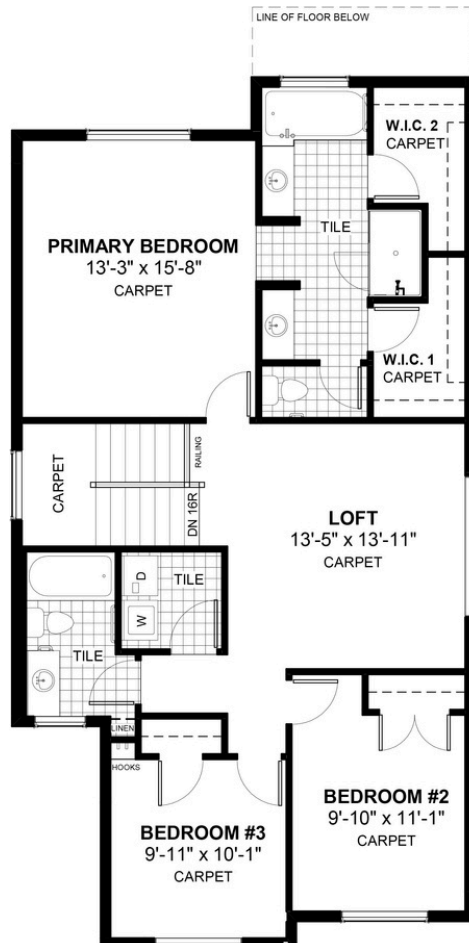 LINE OF FLOOR BELOW
W.I.C. 2
CARPET
TILE
PRIMARY BEDROOM
13'-3" x 15'-8"
CARPET
W.I.C. 1
CARPET
CARPET
RAILING
DN 16R
LOFT
13'-5" x 13'-11"
CARPET
D
TILE
W
TILE
LINEN
HOOKS
BEDROOM #2
9'-10" x 11'-1"
CARPET
BEDROOM #3
9'-11" x 10'-1"
CARPET